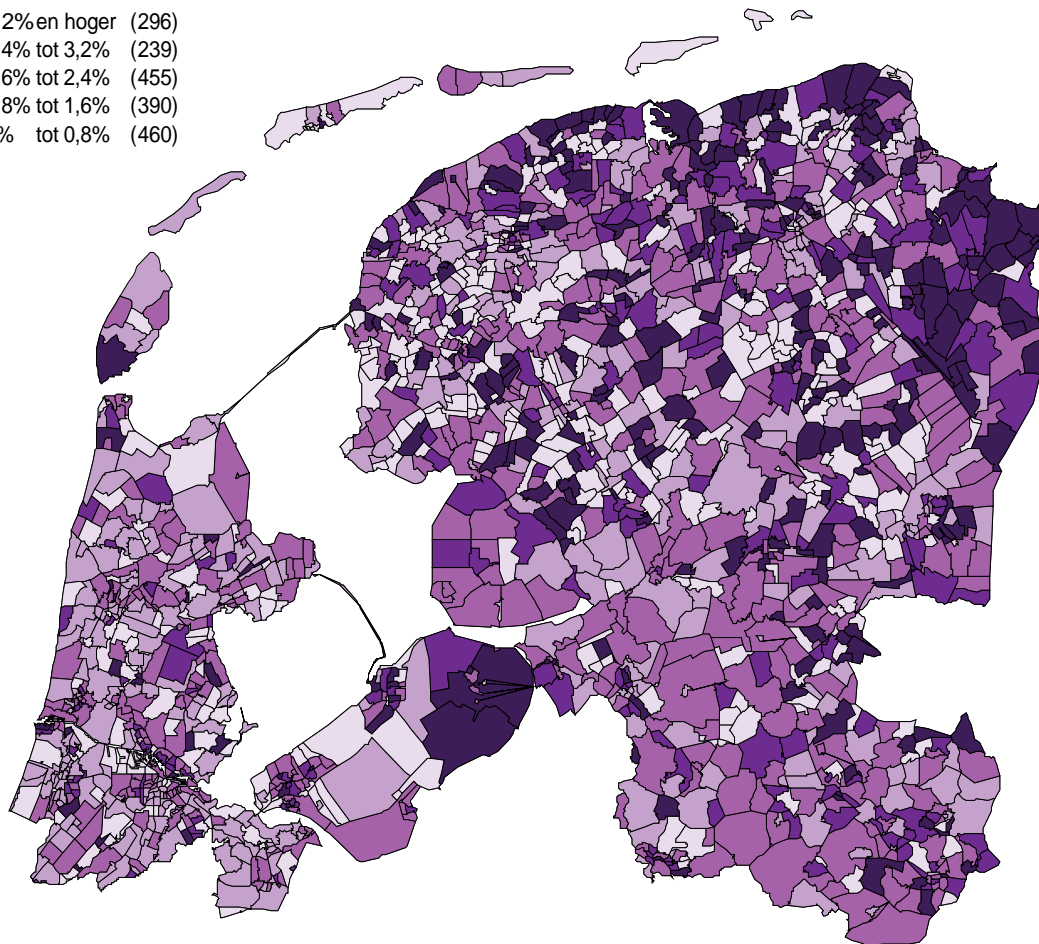 2% en hoger (296)
4% tot 3,2% (239)
6% tot 2,4% (455)
8% tot 1,6% (390)
% tot 0,8% (460)